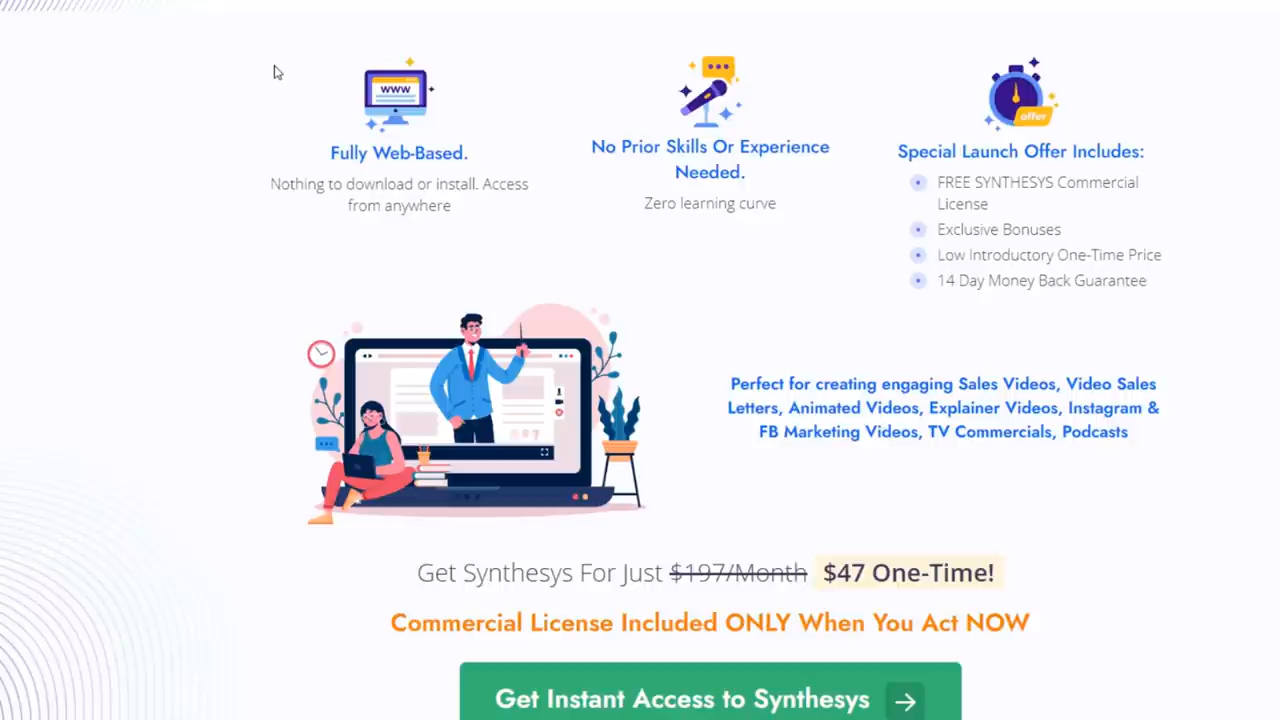 WWW
Fully Web-Based.
Nothing to download or install. Access
from anywhere
No Prior Skills Or Experience
Needed.
Zero learning curve
offer
Special Launch Offer Includes:
FREE SYNTHESYS Commercial
License
Exclusive Bonuses
Low Introductory One-Time Price
14 Day Money Back Guarantee
Perfect for creating engaging Sales Videos, Video Sales
Letters, Animated Videos, Explainer Videos, Instagram &
FB Marketing Videos, TV Commercials, Podcasts
Get Synthesys For Just $197/Month $47 One-Time!
Commercial License Included ONLY When You Act NOW
Get Instant Access to Synthesys